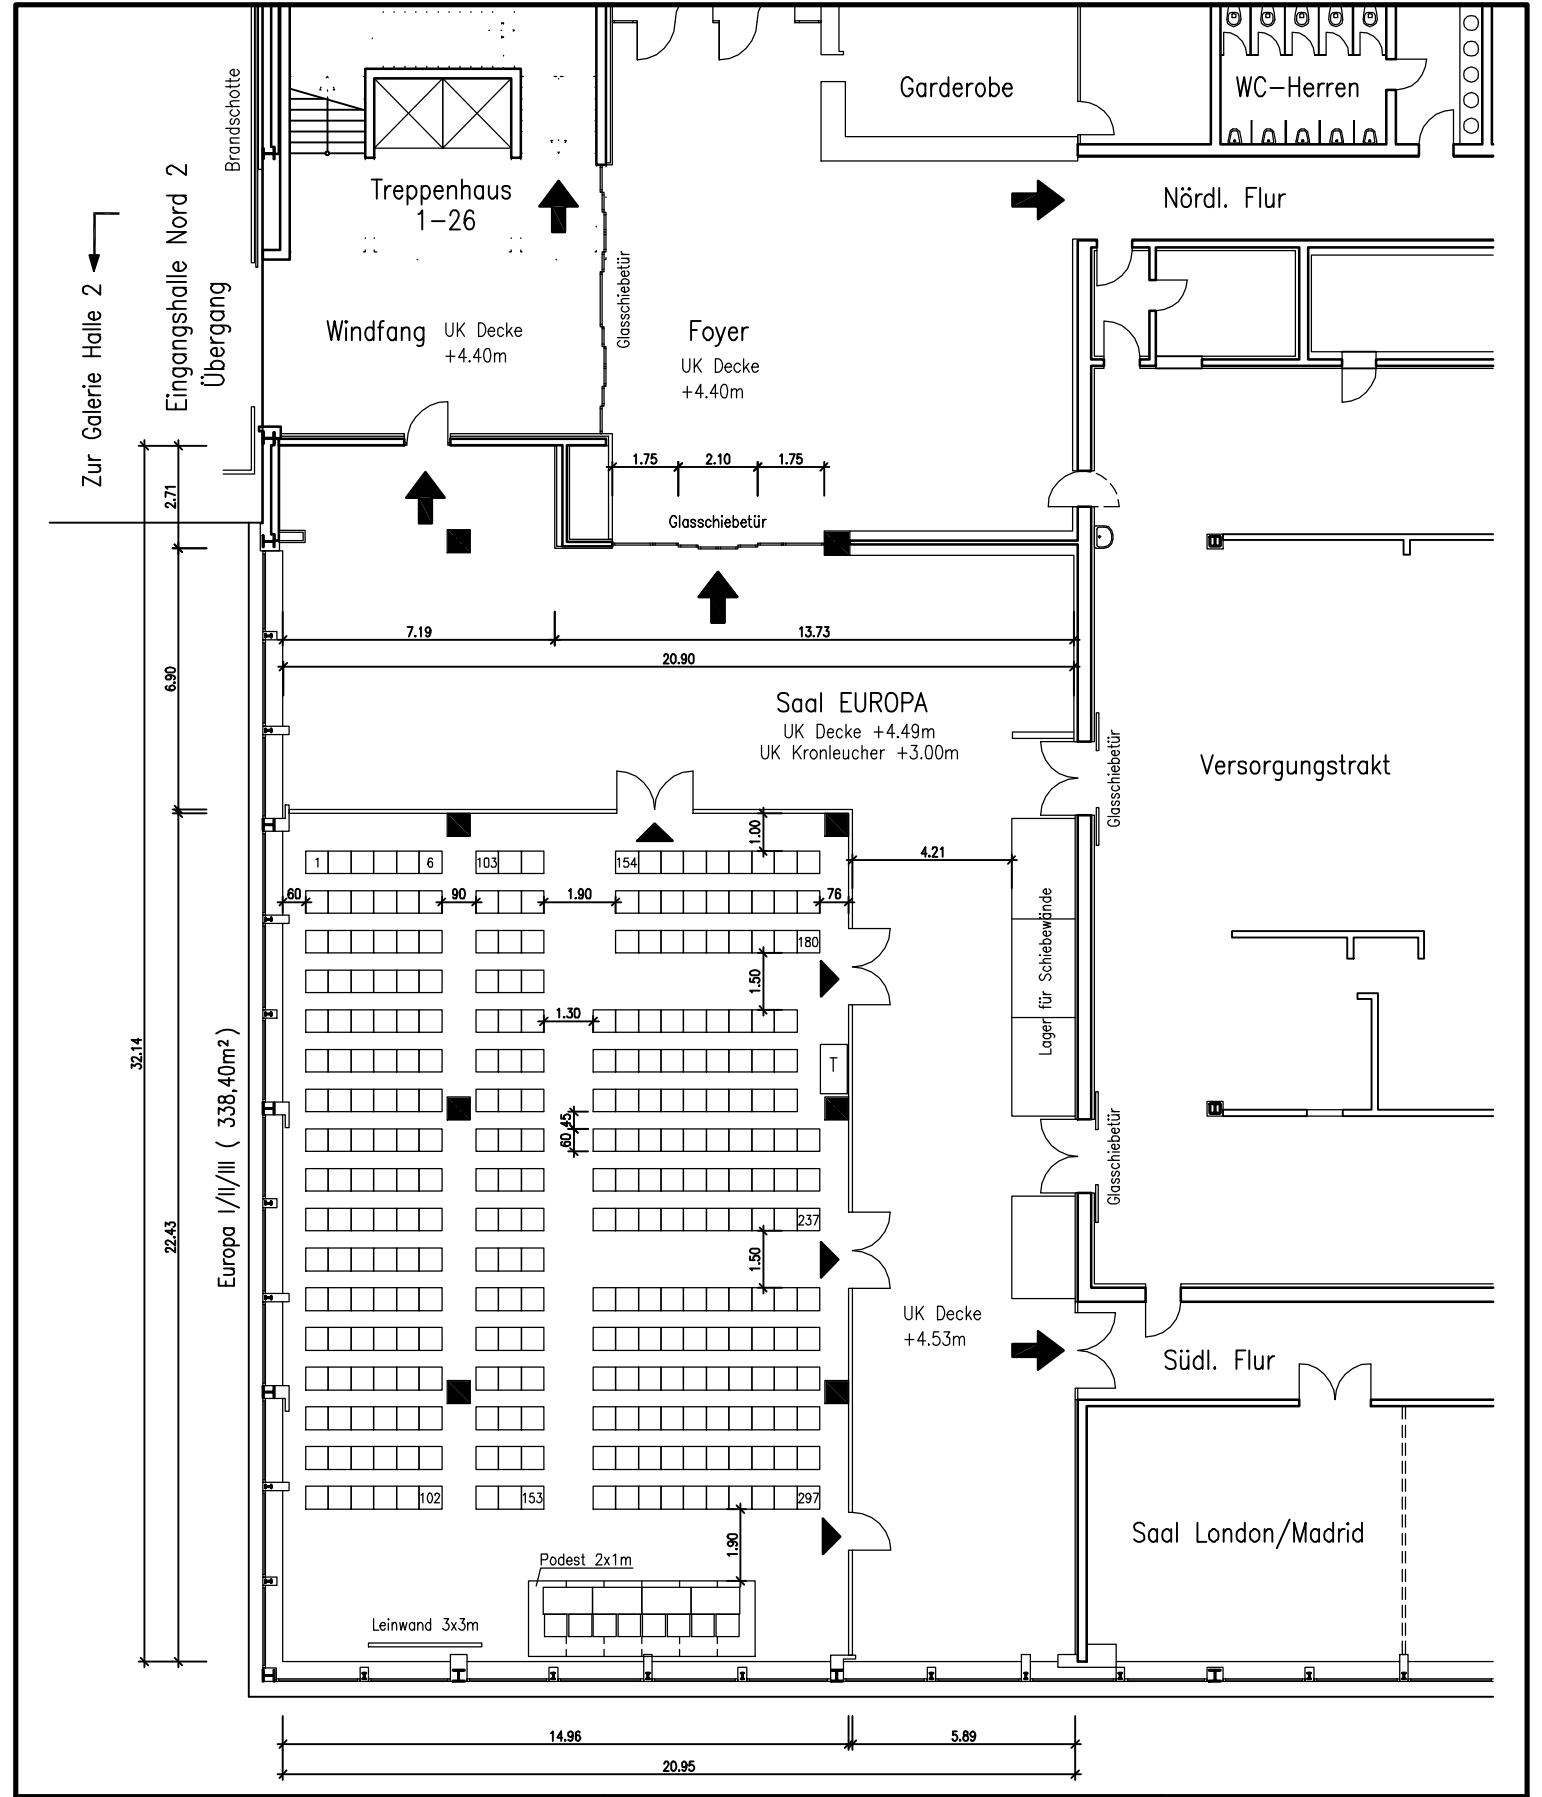 Brandschotte
Garderobe
WC-Herren
Treppenhaus
1-26
Nördl. Flur
Zur Galerie Halle 2
Eingangshalle Nord 2
Übergang
Glasschiebetür
Windfang
UK Decke
+4.40m
Foyer
UK Decke
+4.40m
1.75
2.10
1.75
2.71
Glasschiebetür
7.19
13.73
20.90
6.90
Saal EUROPA
UK Decke +4.49m
UK Kronleucher +3.00m
Glasschiebetür
Versorgungstrakt
1.00
4.21
1
6
103
154
60
90
1.90
76
Lager für Schiebewände
180
1.50
1.30
32.14
T
45
60
Glasschiebetür
Europa I/II/III ( 338,40m²)
22.43
237
1.50
UK Decke
+4.53m
Südl. Flur
102
153
297
1.90
Saal London/Madrid
Podest 2x1m
Leinwand 3x3m
14.96
5.89
20.95